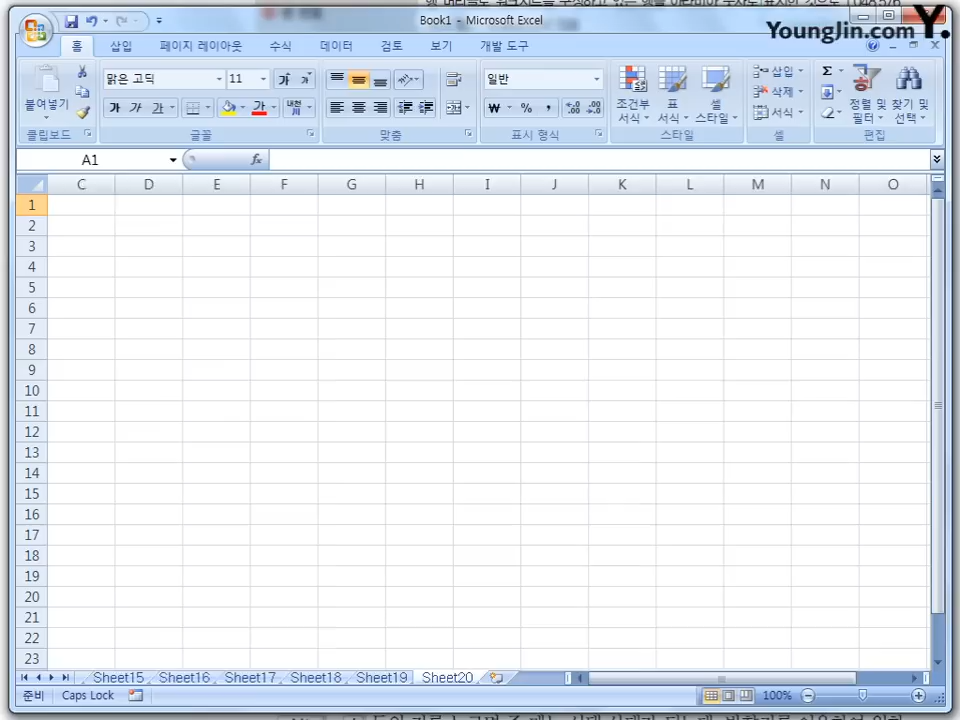 Book1 - Microsoft Excel
YoungJin.com Y.
홈 삽입 페이지 레이아웃 수식 데이터 검토 보기 개발 도구
맑은 고딕 11 가 가 일반 삽입 Σ
붙여넣기 가 가 가 가 ₩ % , 조건부 서식 표 서식 셀 스타일 삭제 서식 정렬 및 필터 찾기 및 선택
클립보드 글꼴 맞춤 표시 형식 스타일 셀 편집
A1 fx
C D E F G H I J K L M N O
1
2
3
4
5
6
7
8
9
10
11
12
13
14
15
16
17
18
19
20
21
22
23
Sheet15 Sheet16 Sheet17 Sheet18 Sheet19 Sheet20
준비 Caps Lock 100%